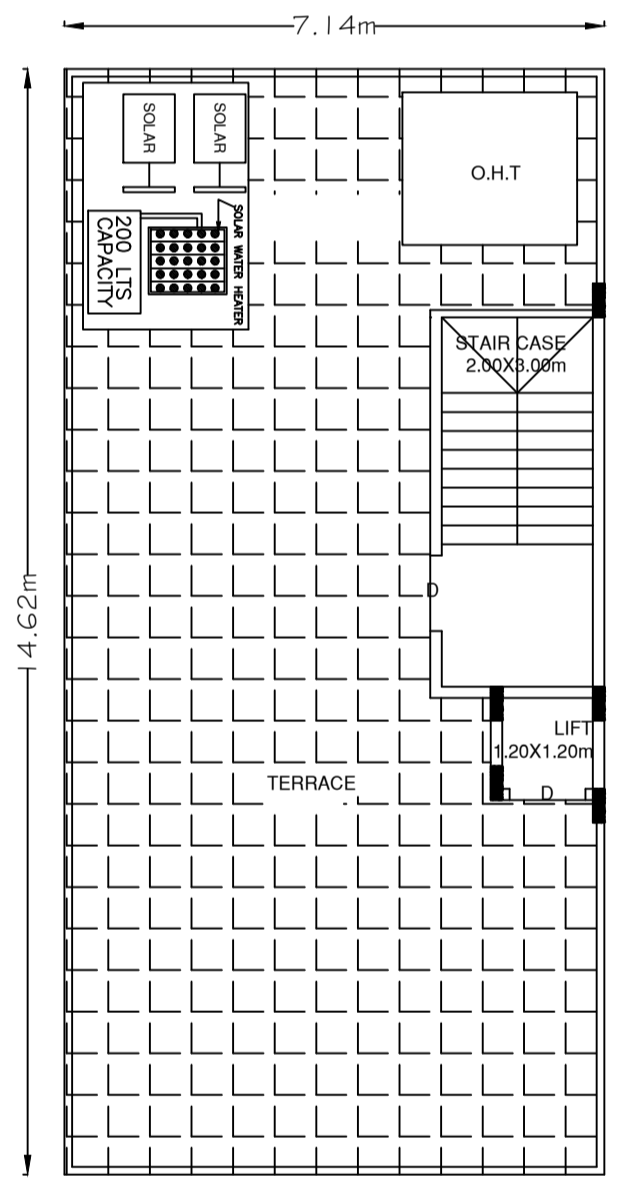 7.14m
SOLAR
SOLAR
O.H.T
SOLAR WATER HEATER
200 LTS
CAPACITY
STAIR CASE
2.00X3.00m
14.62m
D
LIFT
1.20X1.20m
TERRACE
D